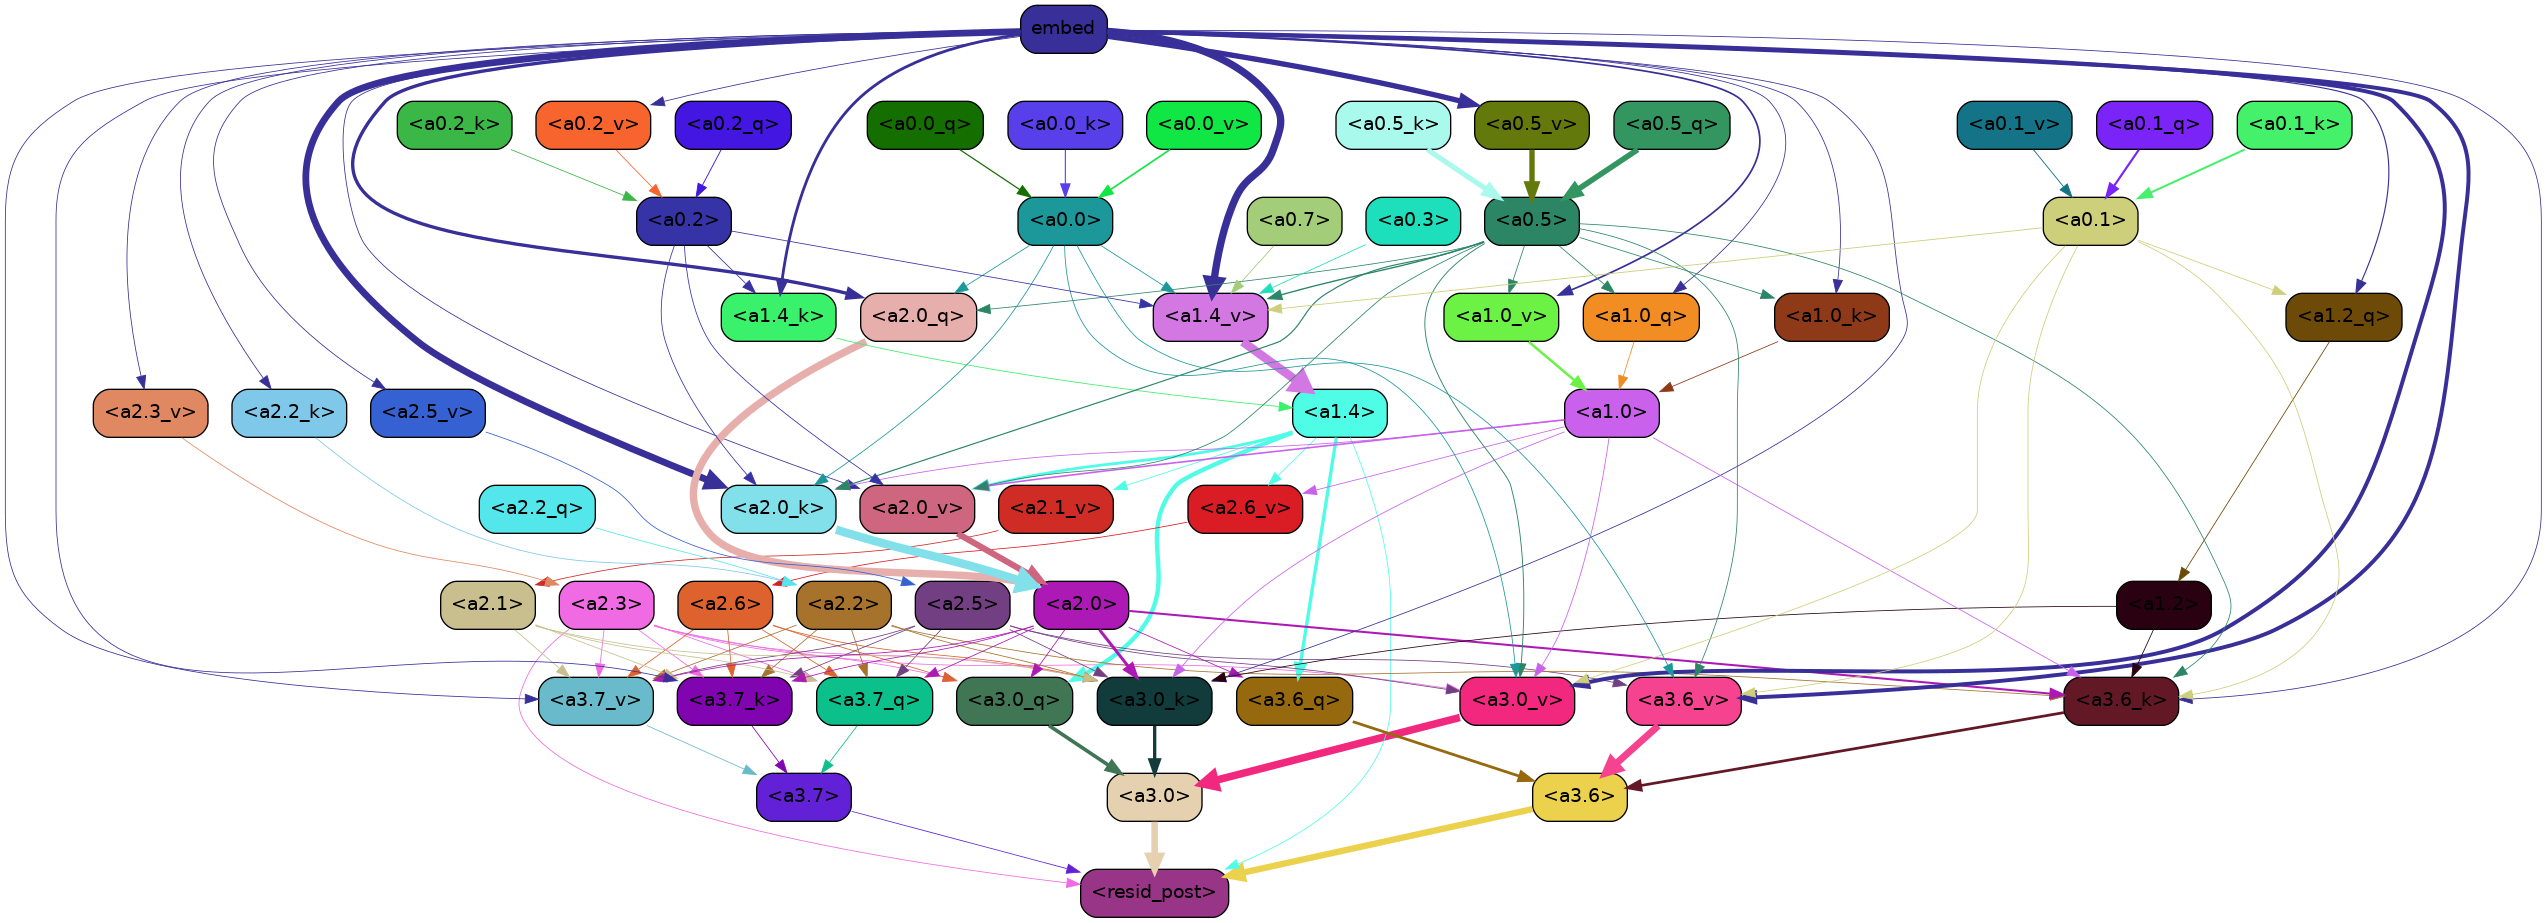 embed
<a0.2_k> <a0.2_v> <a0.2_q> <a0.0_q> <a0.0_k> <a0.0_v> <a0.5_k> <a0.5_v> <a0.5_q> <a0.1_v> <a0.1_q> <a0.1_k>
<a0.2> <a0.0> <a0.7> <a0.3> <a0.5> <a0.1>
<a1.4_k> <a2.0_q> <a1.4_v> <a1.0_v> <a1.0_q> <a1.0_k> <a1.2_q>
<a2.3_v> <a2.2_k> <a2.5_v> <a1.4> <a1.0>
<a2.2_q> <a2.0_k> <a2.0_v> <a2.1_v> <a2.6_v>
<a2.1> <a2.3> <a2.6> <a2.2> <a2.5> <a2.0> <a1.2>
<a3.7_v> <a3.7_k> <a3.7_q> <a3.0_q> <a3.0_k> <a3.6_q> <a3.0_v> <a3.6_v> <a3.6_k>
<a3.7> <a3.0> <a3.6>
<resid_post>